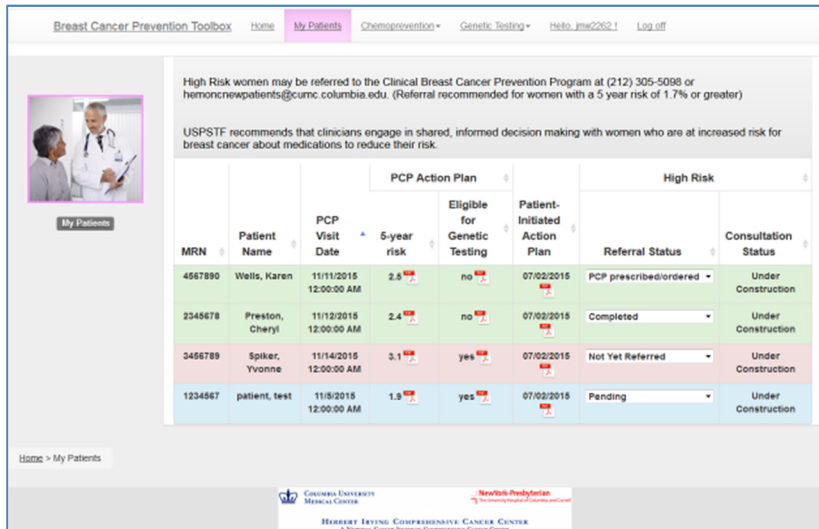 Breast Cancer Prevention Toolbox Home My Patients Chemoprevention Genetic Testing Hello, jmw2262 ! Log off
High Risk women may be referred to the Clinical Breast Cancer Prevention Program at (212) 305-5098 or
hemoncnewpatients@cumc.columbia.edu. (Referral recommended for women with a 5 year risk of 1.7% or greater)
USPSTF recommends that clinicians engage in shared, informed decision making with women who are at increased risk for
breast cancer about medications to reduce their risk.
My Patients
PCP Action Plan High Risk
MRN Patient Name PCP Visit Date 5-year risk Eligible for Genetic Testing Patient-Initiated Action Plan Referral Status Consultation Status
4567890 Wells, Karen 11/11/2015 2.5 no 07/02/2015 PCP prescribed/ordered Under
12:00:00 AM Construction
2345678 Preston, 11/12/2015 2.4 no 07/02/2015 Completed Under
Cheryl 12:00:00 AM Construction
3456789 Spiker, 11/14/2015 3.1 yes 07/02/2015 Not Yet Referred Under
Yvonne 12:00:00 AM Construction
1234567 patient, test 11/5/2015 1.9 yes 07/02/2015 Pending Under
12:00:00 AM Construction
Home > My Patients
Columbia University
Medical Center
NewYork-Presbyterian
The University Hospital of Columbia and Cornell
Herbert Irving Comprehensive Cancer Center